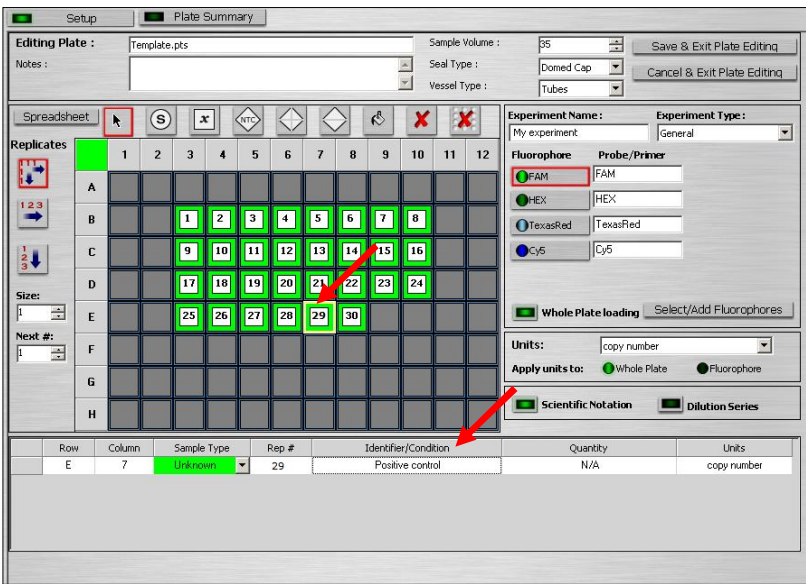 Setup Plate Summary
Editing Plate : Template.pts Sample Volume : 35 Save & Exit Plate Editing
Notes : Seal Type : Domed Cap Cancel & Exit Plate Editing
Vessel Type : Tubes
Spreadsheet S x NTC
Experiment Name: Experiment Type:
My experiment General
Replicates
1 2 3 4 5 6 7 8 9 10 11 12
Fluorophore Probe/Primer
A
FAM FAM
1 2 3
B 1 2 3 4 5 6 7 8
HEX HEX
TexasRed TexasRed
1
2
3
C 9 10 11 12 13 14 15 16
Cy5 Cy5
D 17 18 19 20 21 22 23 24
Size:
1
E 25 26 27 28 29 30
Whole Plate loading Select/Add Fluorophores
Next #:
1
F
Units: copy number
G
Apply units to: Whole Plate Fluorophore
H
Scientific Notation Dilution Series
Row Column Sample Type Rep # Identifier/Condition Quantity Units
E 7 Unknown 29 Positive control N/A copy number